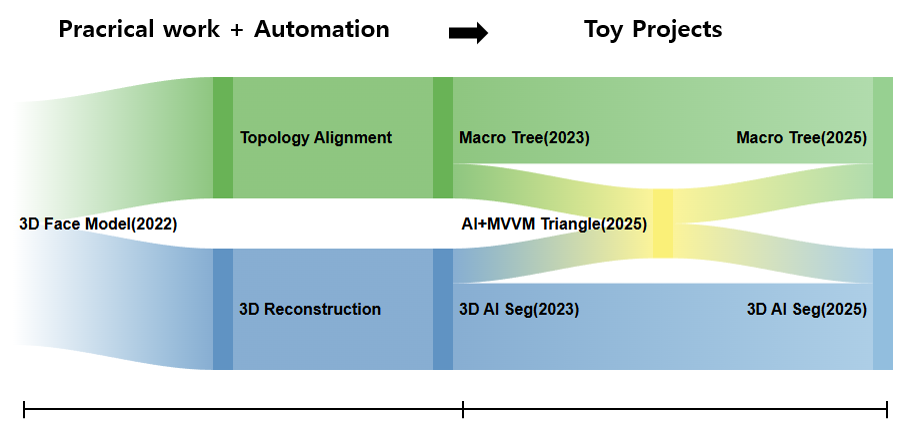 Pracrical work + Automation
Toy Projects
Topology Alignment
Macro Tree(2023)
Macro Tree(2025)
3D Face Model(2022)
AI+MVVM Triangle(2025)
3D Reconstruction
3D AI Seg(2023)
3D AI Seg(2025)